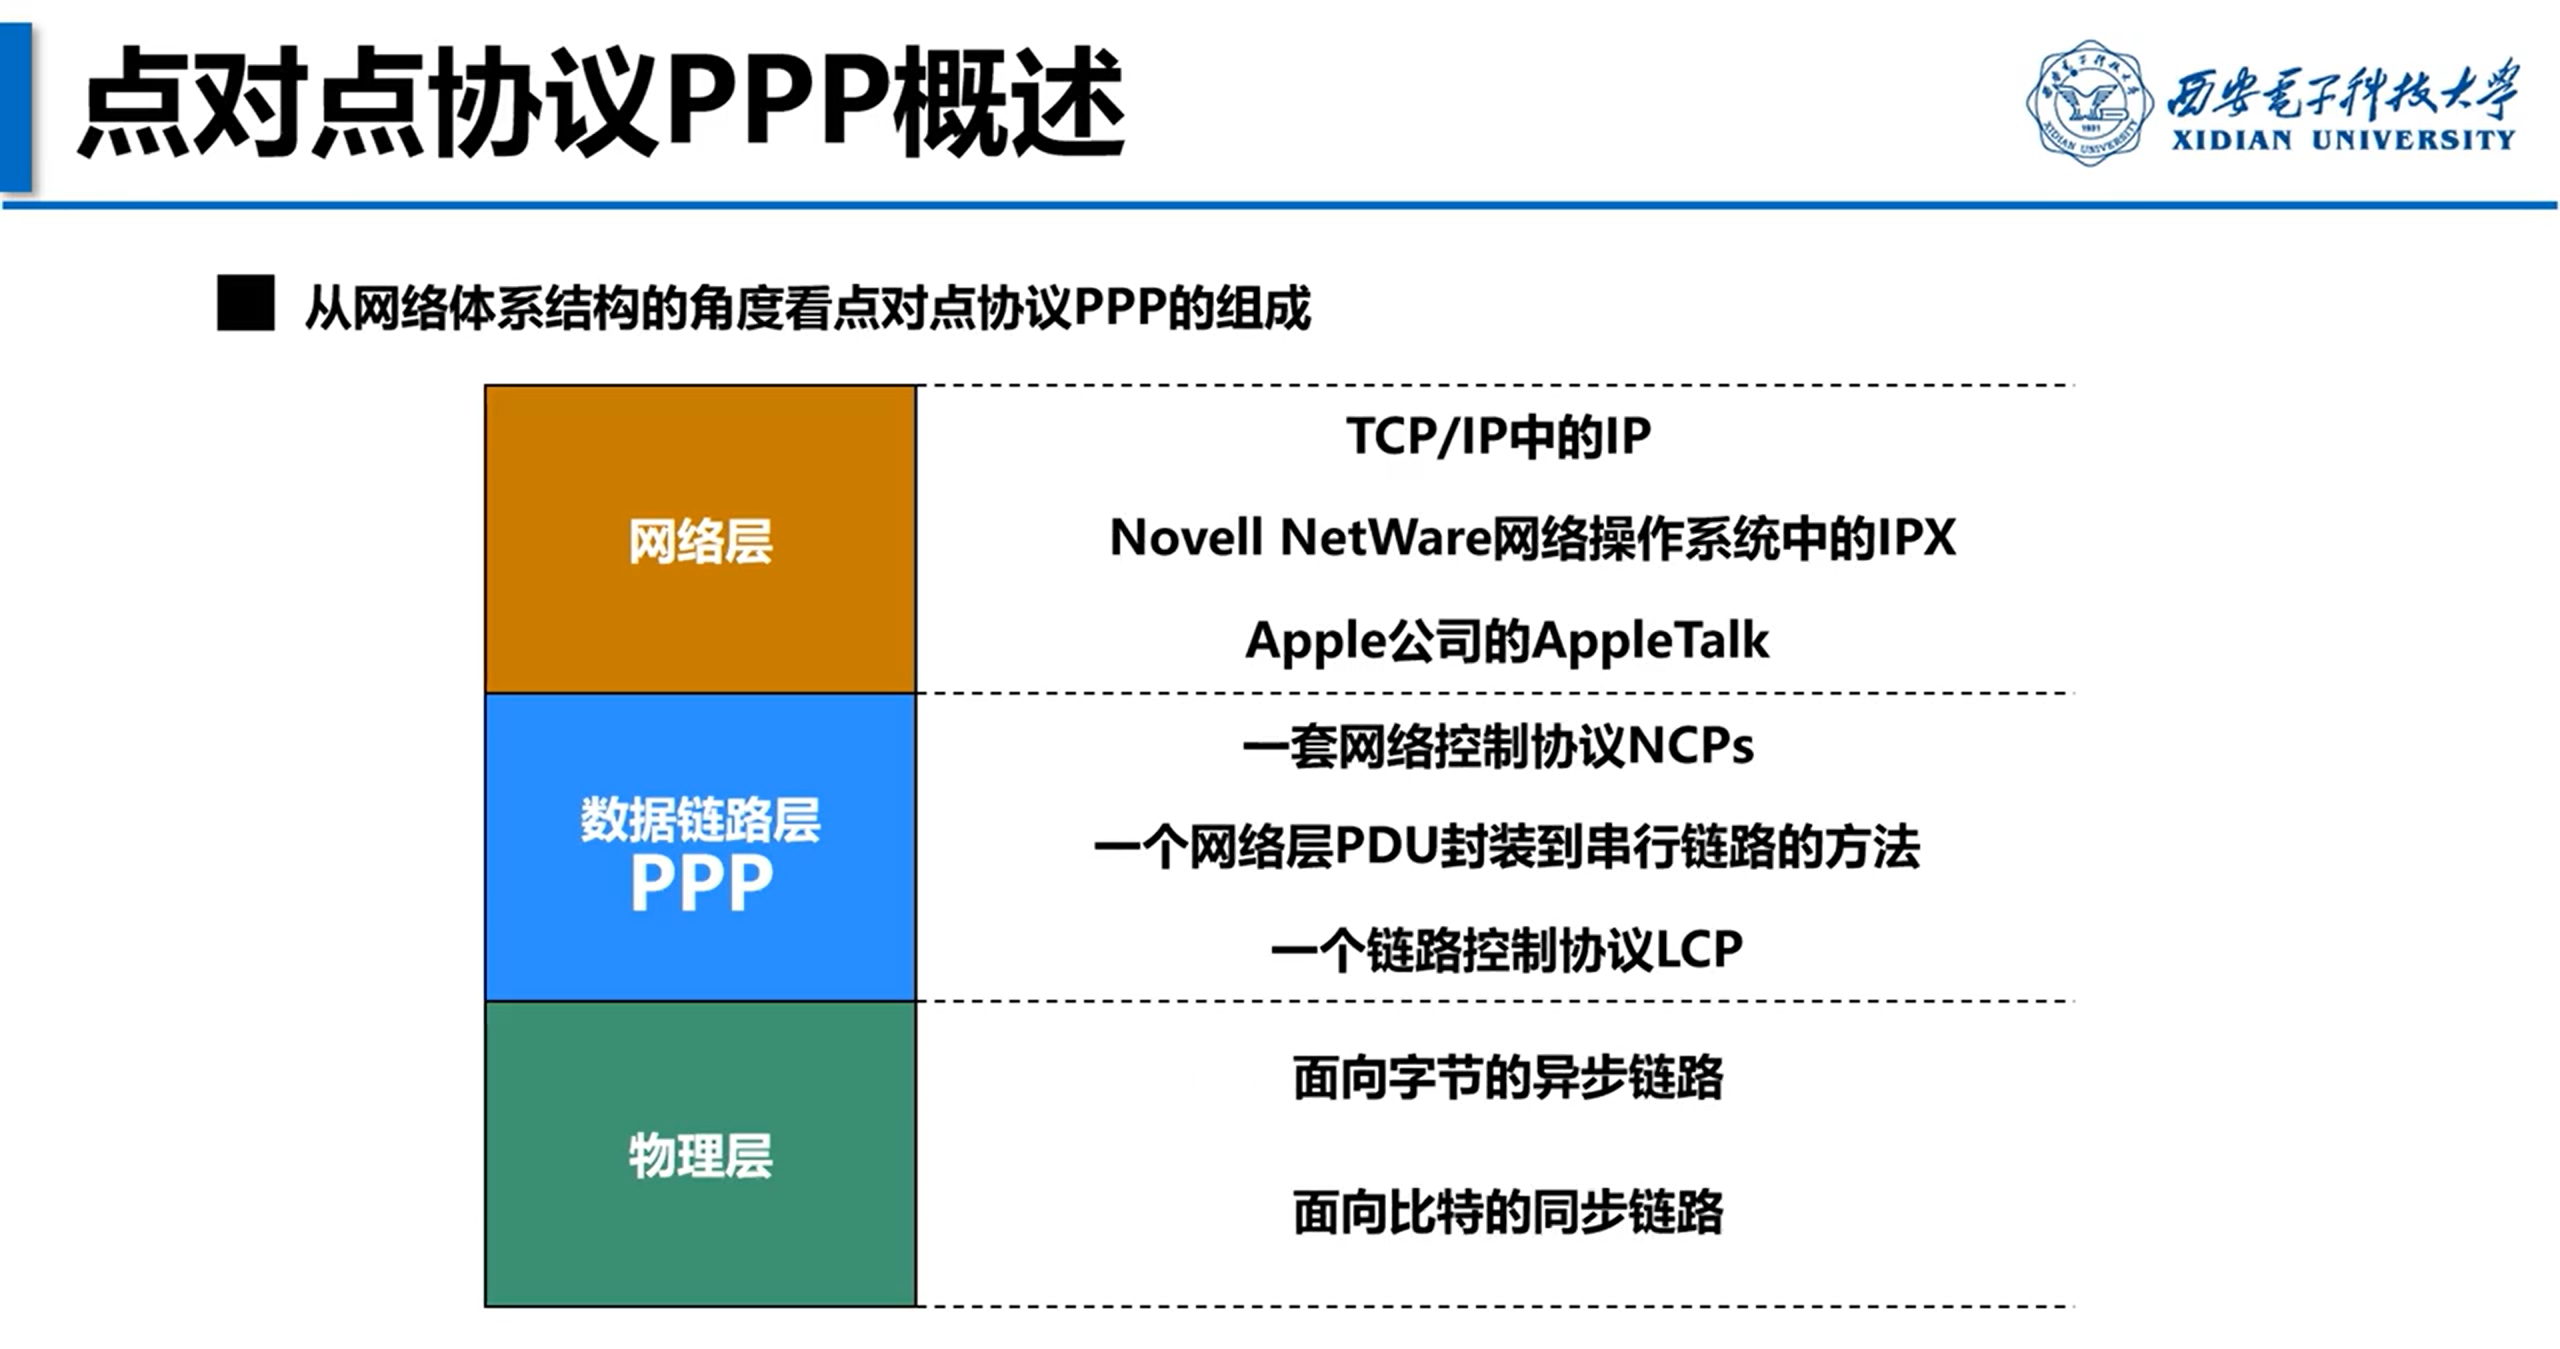 点对点协议PPP概述
西安电子科技大学
XIDIAN UNIVERSITY
1931
XIDIAN UNIVERSITY
从网络体系结构的角度看点对点协议PPP的组成
网络层
TCP/IP中的IP
Novell NetWare网络操作系统中的IPX
Apple公司的AppleTalk
数据链路层
PPP
一套网络控制协议NCPs
一个网络层PDU封装到串行链路的方法
一个链路控制协议LCP
物理层
面向字节的异步链路
面向比特的同步链路